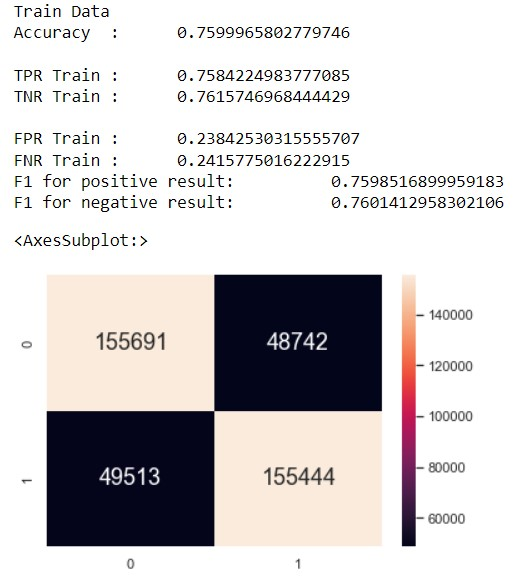 Train Data
Accuracy : 0.7599965802779746
TPR Train : 0.7584224983777085
TNR Train : 0.7615746968444429
FPR Train : 0.23842530315555707
FNR Train : 0.2415775016222915
F1 for positive result: 0.7598516899959183
F1 for negative result: 0.7601412958302106
<AxesSubplot:>
140000
0 155691 48742
120000
100000
1 49513 155444
80000
60000
0 1